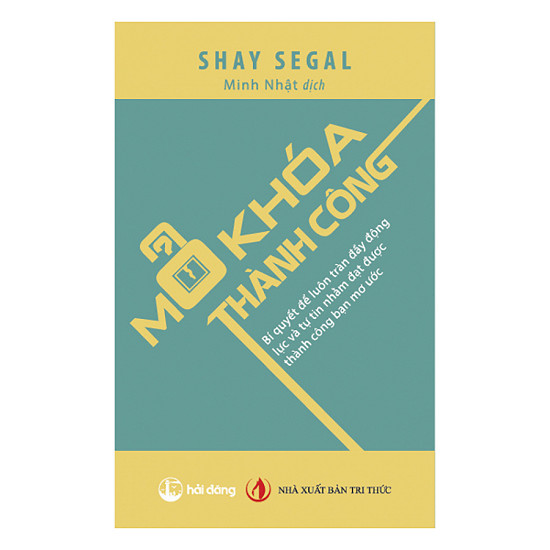 SHAY SEGAL
Minh Nhật dịch
MỞ KHÓA
THÀNH CÔNG
Bí quyết để luôn tràn đầy động
lực và tự tin nhằm đạt được
thành công bạn mơ ước
hải đăng
NHÀ XUẤT BẢN TRI THỨC